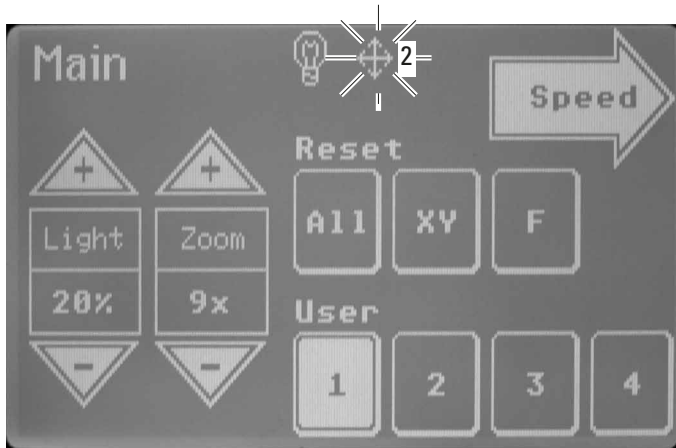 Main
2
Speed
+
+
Reset
Light
Zoom
All
XY
F
20%
9x
User
-
-
1
2
3
4